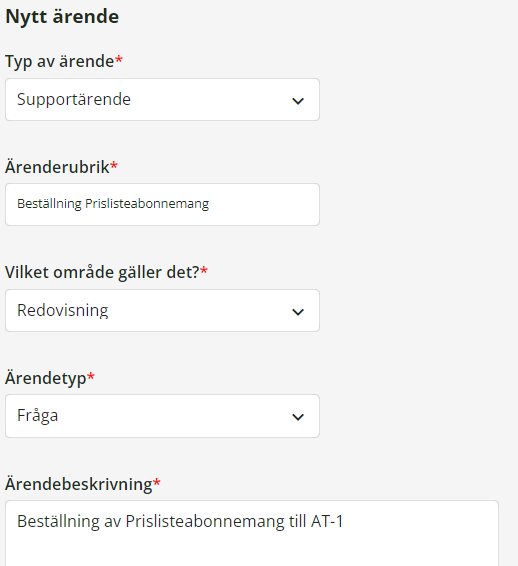 Nytt ärende
Typ av ärende*
Supportärende
Ärenderubrik*
Beställning Prislisteabonnemang
Vilket område gäller det?*
Redovisning
Ärendetyp*
Fråga
Ärendebeskrivning*
Beställning av Prislisteabonnemang till AT-1